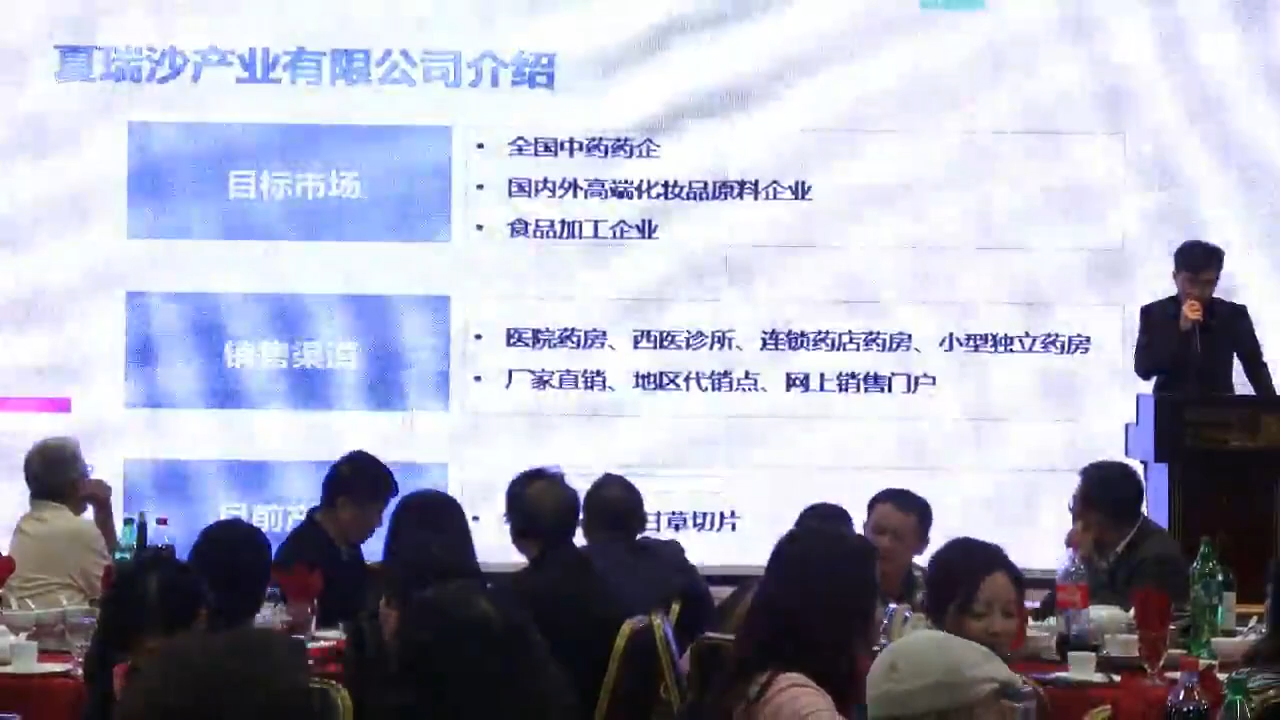 夏瑞沙产业有限公司介绍
目标市场
• 全国中药药企
• 国内外高端化妆品原料企业
• 食品加工企业
销售渠道
• 医院药房、西医诊所、连锁药店药房、小型独立药房
• 厂家直销、地区代销点、网上销售门户
目前产
• 甘草切片